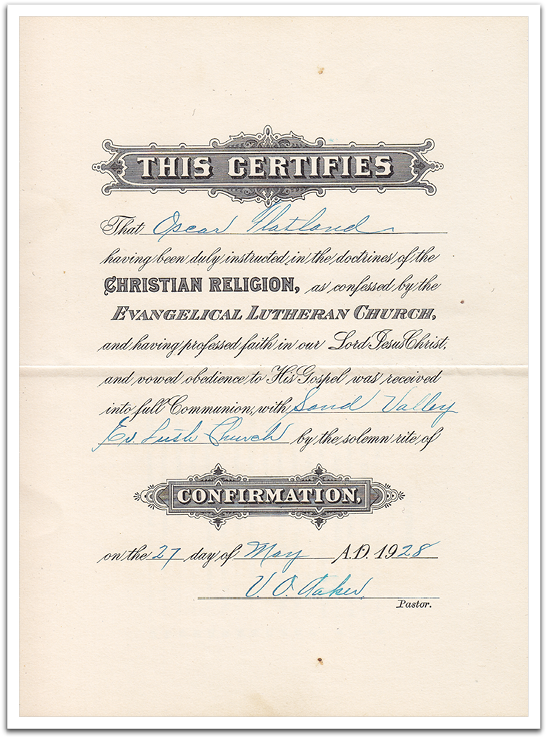 THIS CERTIFIES
That Oscar Flatland
having been duly instructed in the doctrines of the
CHRISTIAN RELIGION, as confessed by the
EVANGELICAL LUTHERAN CHURCH,
and having professed faith in our Lord Jesus Christ,
and vowed obedience to His Gospel was received
into full Communion, with Sand Valley
Ev. Luth Church by the solemn rite of
CONFIRMATION,
on the 27 day of May A.D. 1928
V. O.
Pastor.